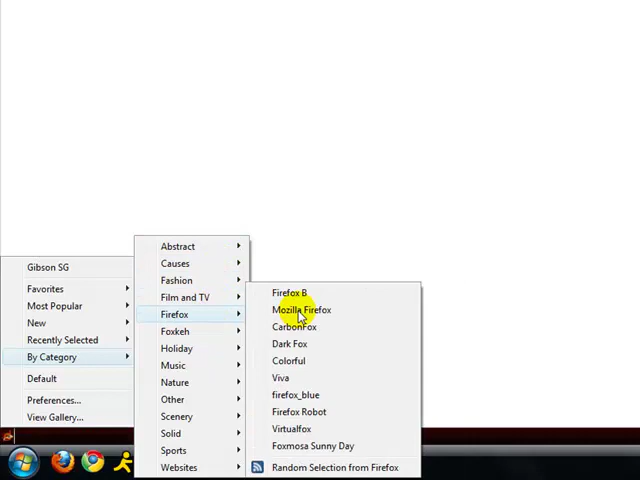 Gibson SG
Favorites
Most Popular
New
Recently Selected
By Category
Default
Preferences...
View Gallery...
Abstract
Causes
Fashion
Film and TV
Firefox
Foxkeh
Holiday
Music
Nature
Other
Scenery
Solid
Sports
Websites
Firefox B
Mozilla Firefox
CarbonFox
Dark Fox
Colorful
Viva
firefox_blue
Firefox Robot
Virtualfox
Foxmosa Sunny Day
Random Selection from Firefox